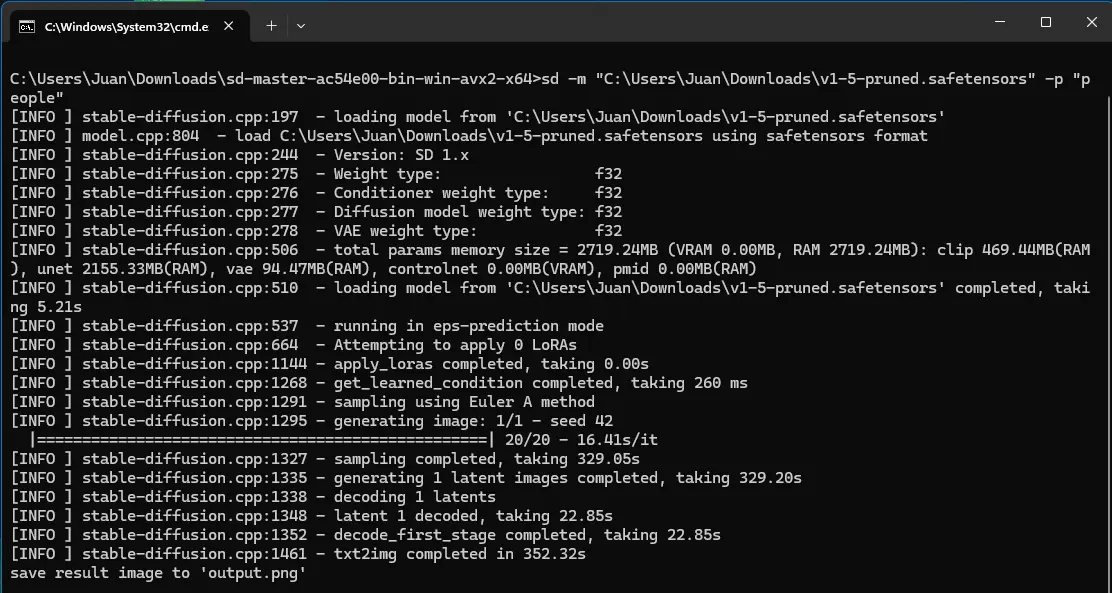 C:\Windows\System32\cmd.e
C:\Users\Juan\Downloads\sd-master-ac54e00-bin-win-avx2-x64>sd -m "C:\Users\Juan\Downloads\v1-5-pruned.safetensors" -p "p
eople"
[INFO ] stable-diffusion.cpp:197  - loading model from 'C:\Users\Juan\Downloads\v1-5-pruned.safetensors'
[INFO ] model.cpp:804  - load C:\Users\Juan\Downloads\v1-5-pruned.safetensors using safetensors format
[INFO ] stable-diffusion.cpp:244  - Version: SD 1.x
[INFO ] stable-diffusion.cpp:275  - Weight type:                 f32
[INFO ] stable-diffusion.cpp:276  - Conditioner weight type:     f32
[INFO ] stable-diffusion.cpp:277  - Diffusion model weight type: f32
[INFO ] stable-diffusion.cpp:278  - VAE weight type:             f32
[INFO ] stable-diffusion.cpp:506  - total params memory size = 2719.24MB (VRAM 0.00MB, RAM 2719.24MB): clip 469.44MB(RAM
), unet 2155.33MB(RAM), vae 94.47MB(RAM), controlnet 0.00MB(VRAM), pmid 0.00MB(RAM)
[INFO ] stable-diffusion.cpp:510  - loading model from 'C:\Users\Juan\Downloads\v1-5-pruned.safetensors' completed, taki
ng 5.21s
[INFO ] stable-diffusion.cpp:537  - running in eps-prediction mode
[INFO ] stable-diffusion.cpp:664  - Attempting to apply 0 LoRAs
[INFO ] stable-diffusion.cpp:1144 - apply_loras completed, taking 0.00s
[INFO ] stable-diffusion.cpp:1268 - get_learned_condition completed, taking 260 ms
[INFO ] stable-diffusion.cpp:1291 - sampling using Euler A method
[INFO ] stable-diffusion.cpp:1295 - generating image: 1/1 - seed 42
  |==================================================| 20/20 - 16.41s/it
[INFO ] stable-diffusion.cpp:1327 - sampling completed, taking 329.05s
[INFO ] stable-diffusion.cpp:1335 - generating 1 latent images completed, taking 329.20s
[INFO ] stable-diffusion.cpp:1338 - decoding 1 latents
[INFO ] stable-diffusion.cpp:1348 - latent 1 decoded, taking 22.85s
[INFO ] stable-diffusion.cpp:1352 - decode_first_stage completed, taking 22.85s
[INFO ] stable-diffusion.cpp:1461 - txt2img completed in 352.32s
save result image to 'output.png'